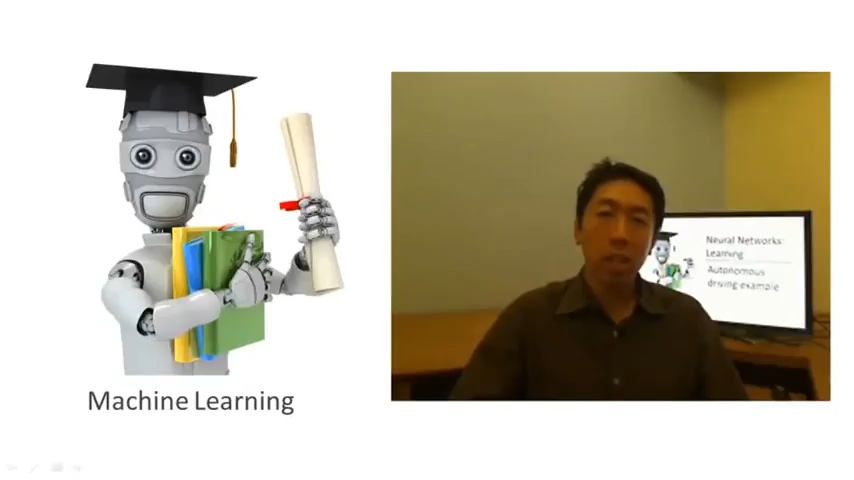 Machine Learning
Neural Networks:
Learning
Autonomous
driving example